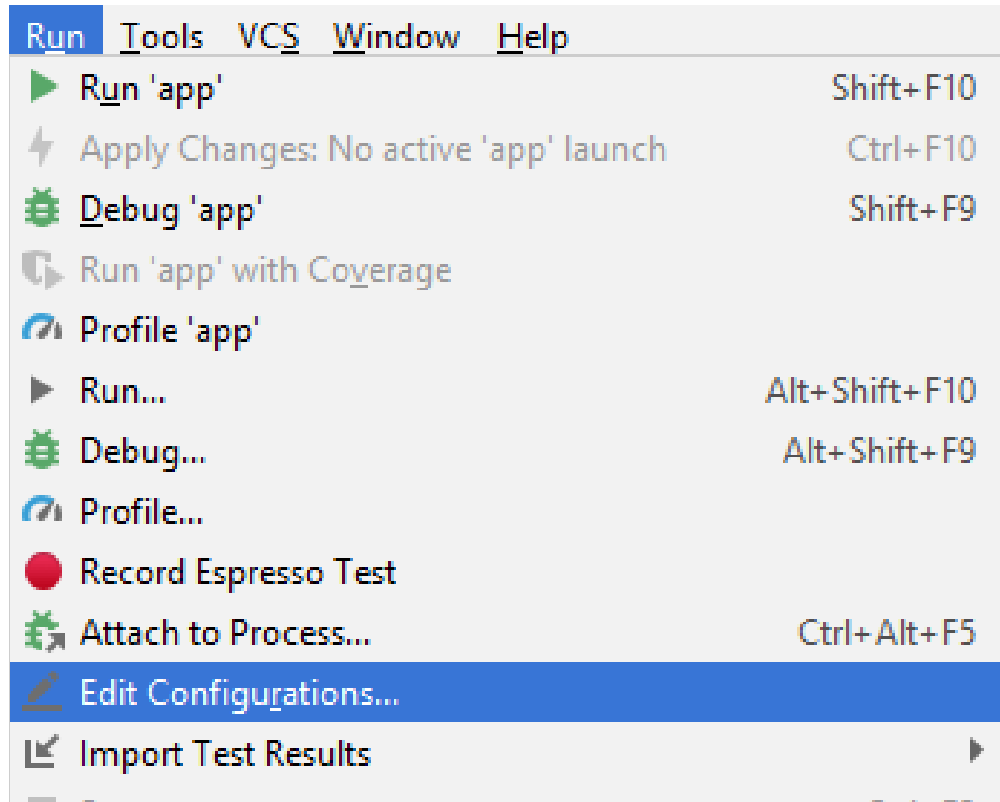 Run Tools VCS Window Help
Run 'app' Shift+F10
Apply Changes: No active 'app' launch Ctrl+F10
Debug 'app' Shift+F9
Run 'app' with Coverage
Profile 'app'
Run... Alt+Shift+F10
Debug... Alt+Shift+F9
Profile...
Record Espresso Test
Attach to Process... Ctrl+Alt+F5
Edit Configurations...
Import Test Results